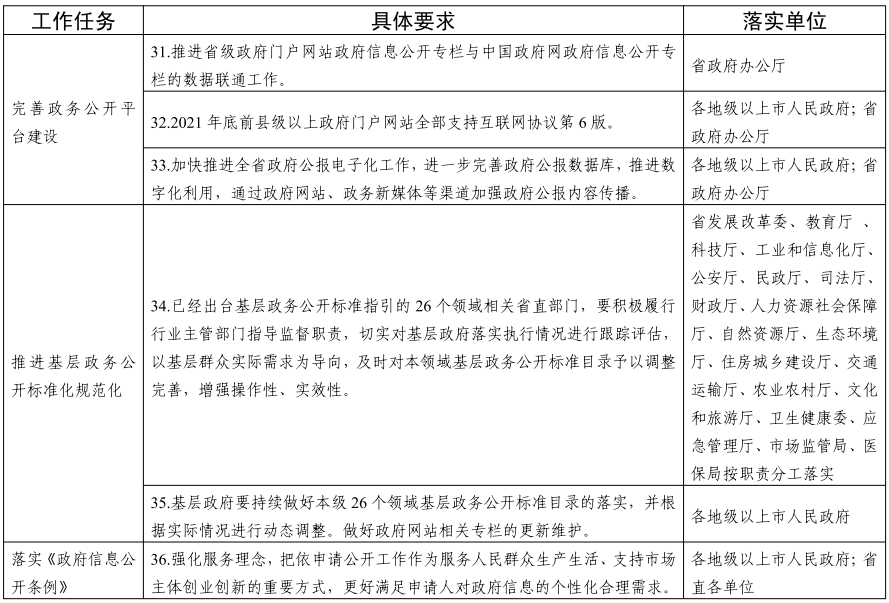 工作任务
具体要求
落实单位
完善政务公开平
台建设
31.推进省级政府门户网站政府信息公开专栏与中国政府网政府信息公开专
栏的数据联通工作。
省政府办公厅
32.2021 年底前县级以上政府门户网站全部支持互联网协议第 6 版。
各地级以上市人民政府；省
政府办公厅
33.加快推进全省政府公报电子化工作，进一步完善政府公报数据库，推进数
字化利用，通过政府网站、政务新媒体等渠道加强政府公报内容传播。
各地级以上市人民政府；省
政府办公厅
推进基层政务公
开标准化规范化
34.已经出台基层政务公开标准指引的 26 个领域相关省直部门，要积极履行
行业主管部门指导监督职责，切实对基层政府落实执行情况进行跟踪评估，
以基层群众实际需求为导向，及时对本领域基层政务公开标准目录予以调整
完善，增强操作性、实效性。
省发展改革委、教育厅 、
科技厅、工业和信息化厅、
公安厅、民政厅、司法厅、
财政厅、人力资源社会保障
厅、自然资源厅、生态环境
厅、住房城乡建设厅、交通
运输厅、农业农村厅、文化
和旅游厅、卫生健康委、应
急管理厅、市场监管局、医
保局按职责分工落实
35.基层政府要持续做好本级 26 个领域基层政务公开标准目录的落实，并根
据实际情况进行动态调整。做好政府网站相关专栏的更新维护。
各地级以上市人民政府
落实《政府信息公
开条例》
36.强化服务理念，把依申请公开工作作为服务人民群众生产生活、支持市场
主体创业创新的重要方式，更好满足申请人对政府信息的个性化合理需求。
各地级以上市人民政府；省
直各单位